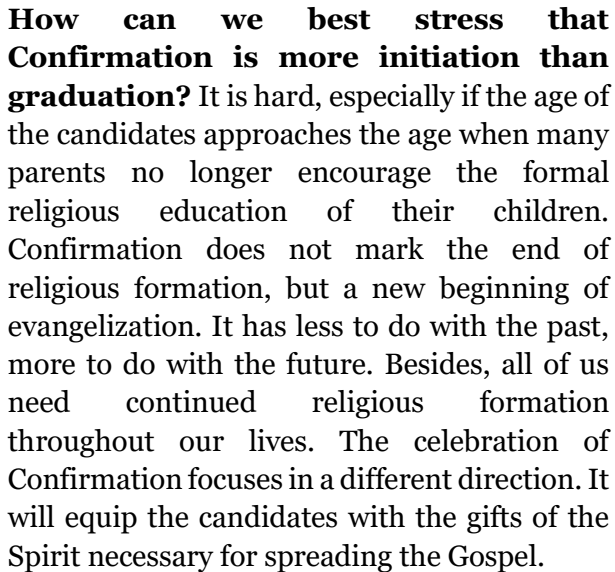 How can we best stress that
Confirmation is more initiation than
graduation? It is hard, especially if the age of
the candidates approaches the age when many
parents no longer encourage the formal
religious education of their children.
Confirmation does not mark the end of
religious formation, but a new beginning of
evangelization. It has less to do with the past,
more to do with the future. Besides, all of us
need continued religious formation
throughout our lives. The celebration of
Confirmation focuses in a different direction. It
will equip the candidates with the gifts of the
Spirit necessary for spreading the Gospel.